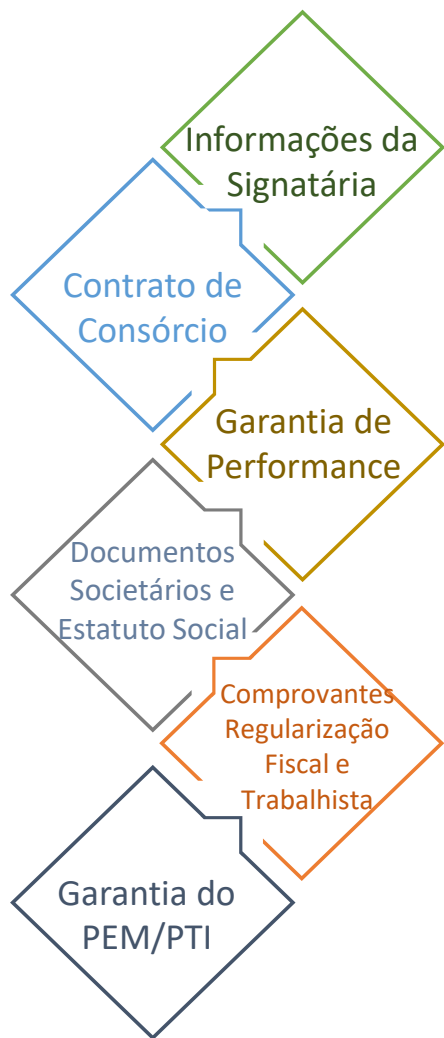 Informações da
Signatária
Contrato de
Consórcio
Garantia de
Performance
Documentos
Societários e
Estatuto Social
Comprovantes
Regularização
Fiscal e
Trabalhista
Garantia do
PEM/PTI